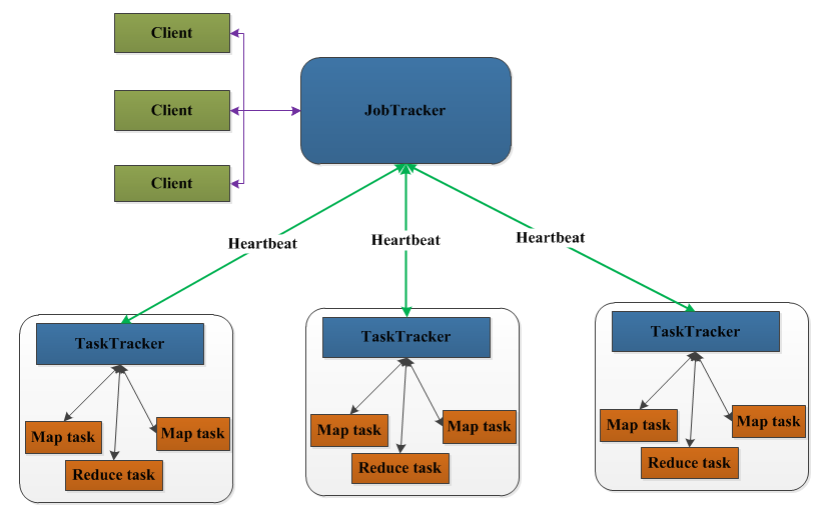 Client
Client
JobTracker
Client
Heartbeat
Heartbeat
Heartbeat
TaskTracker
Map task
Map task
Reduce task
TaskTracker
Map task
Map task
Reduce task
TaskTracker
Map task
Map task
Reduce task